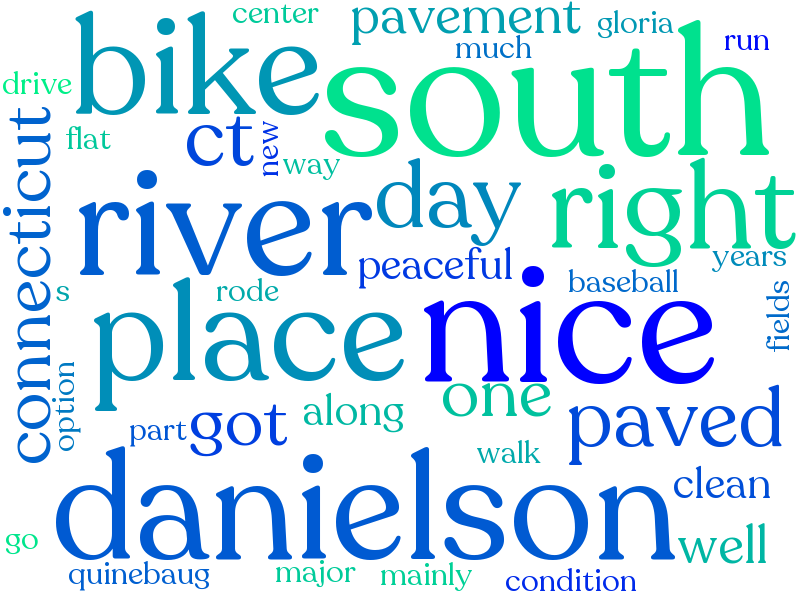 center
pavement
gloria
bike
much
run
south
drive
flat
ct
new
way
connecticut
day
right
river
peaceful
years
baseball
s
rode
fields
place
nice
option
one
along
part
got
paved
walk
danielson
clean
go
well
quinebaug
major
mainly
condition